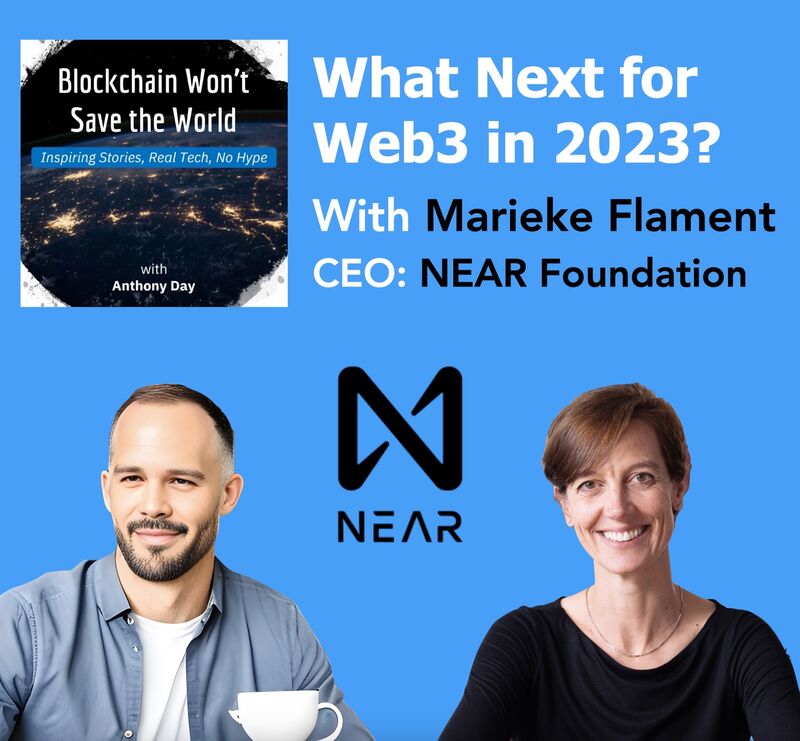 Blockchain Won't
Save the World
Inspiring Stories, Real Tech, No Hype
with
Anthony Day
What Next for
Web3 in 2023?
With Marieke Flament
CEO: NEAR Foundation
NEAR